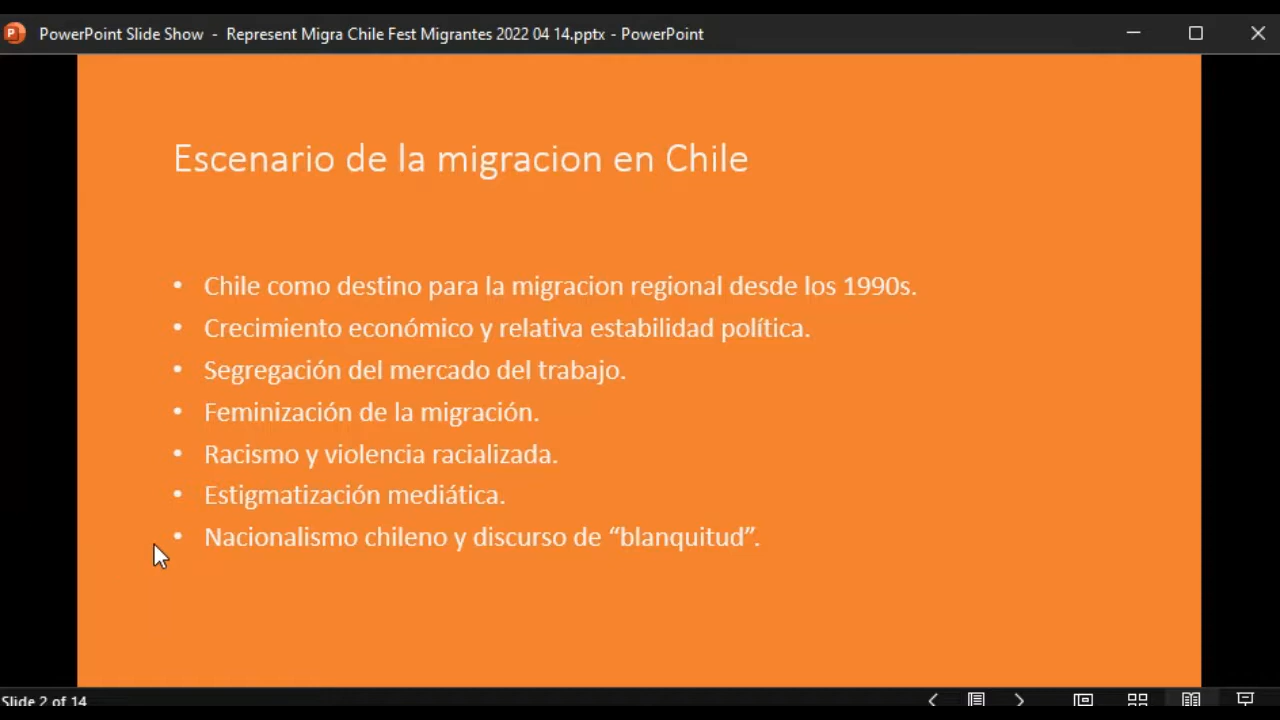 PowerPoint Slide Show - Represent Migra Chile Fest Migrantes 2022 04 14.pptx - PowerPoint
Escenario de la migracion en Chile
• Chile como destino para la migracion regional desde los 1990s.
• Crecimiento económico y relativa estabilidad política.
• Segregación del mercado del trabajo.
• Feminización de la migración.
• Racismo y violencia racializada.
• Estigmatización mediática.
• Nacionalismo chileno y discurso de “blanquitud”.
Slide 2 of 14